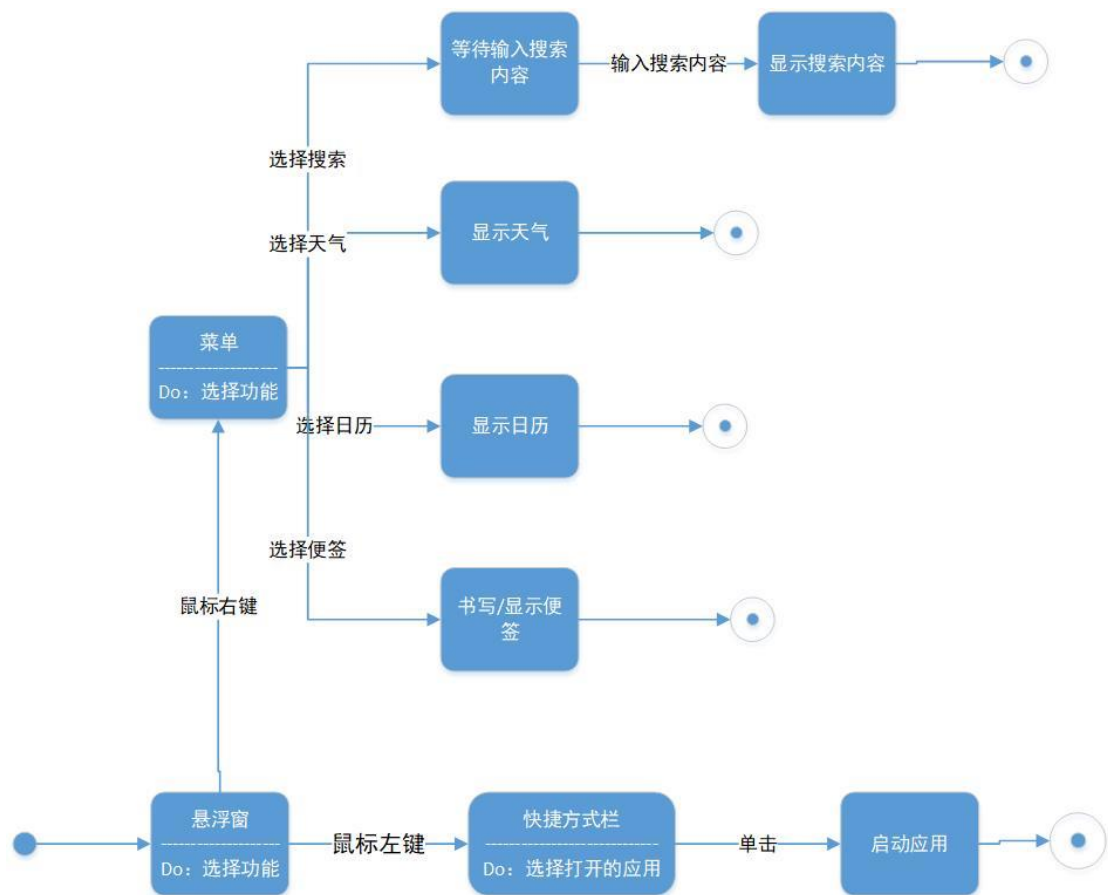 等待输入搜索
内容
输入搜索内容
显示搜索内容
选择搜索
选择天气
显示天气
菜单
Do：选择功能
选择日历
显示日历
选择便签
书写/显示便
签
鼠标右键
悬浮窗
Do：选择功能
鼠标左键
快捷方式栏
Do：选择打开的应用
单击
启动应用